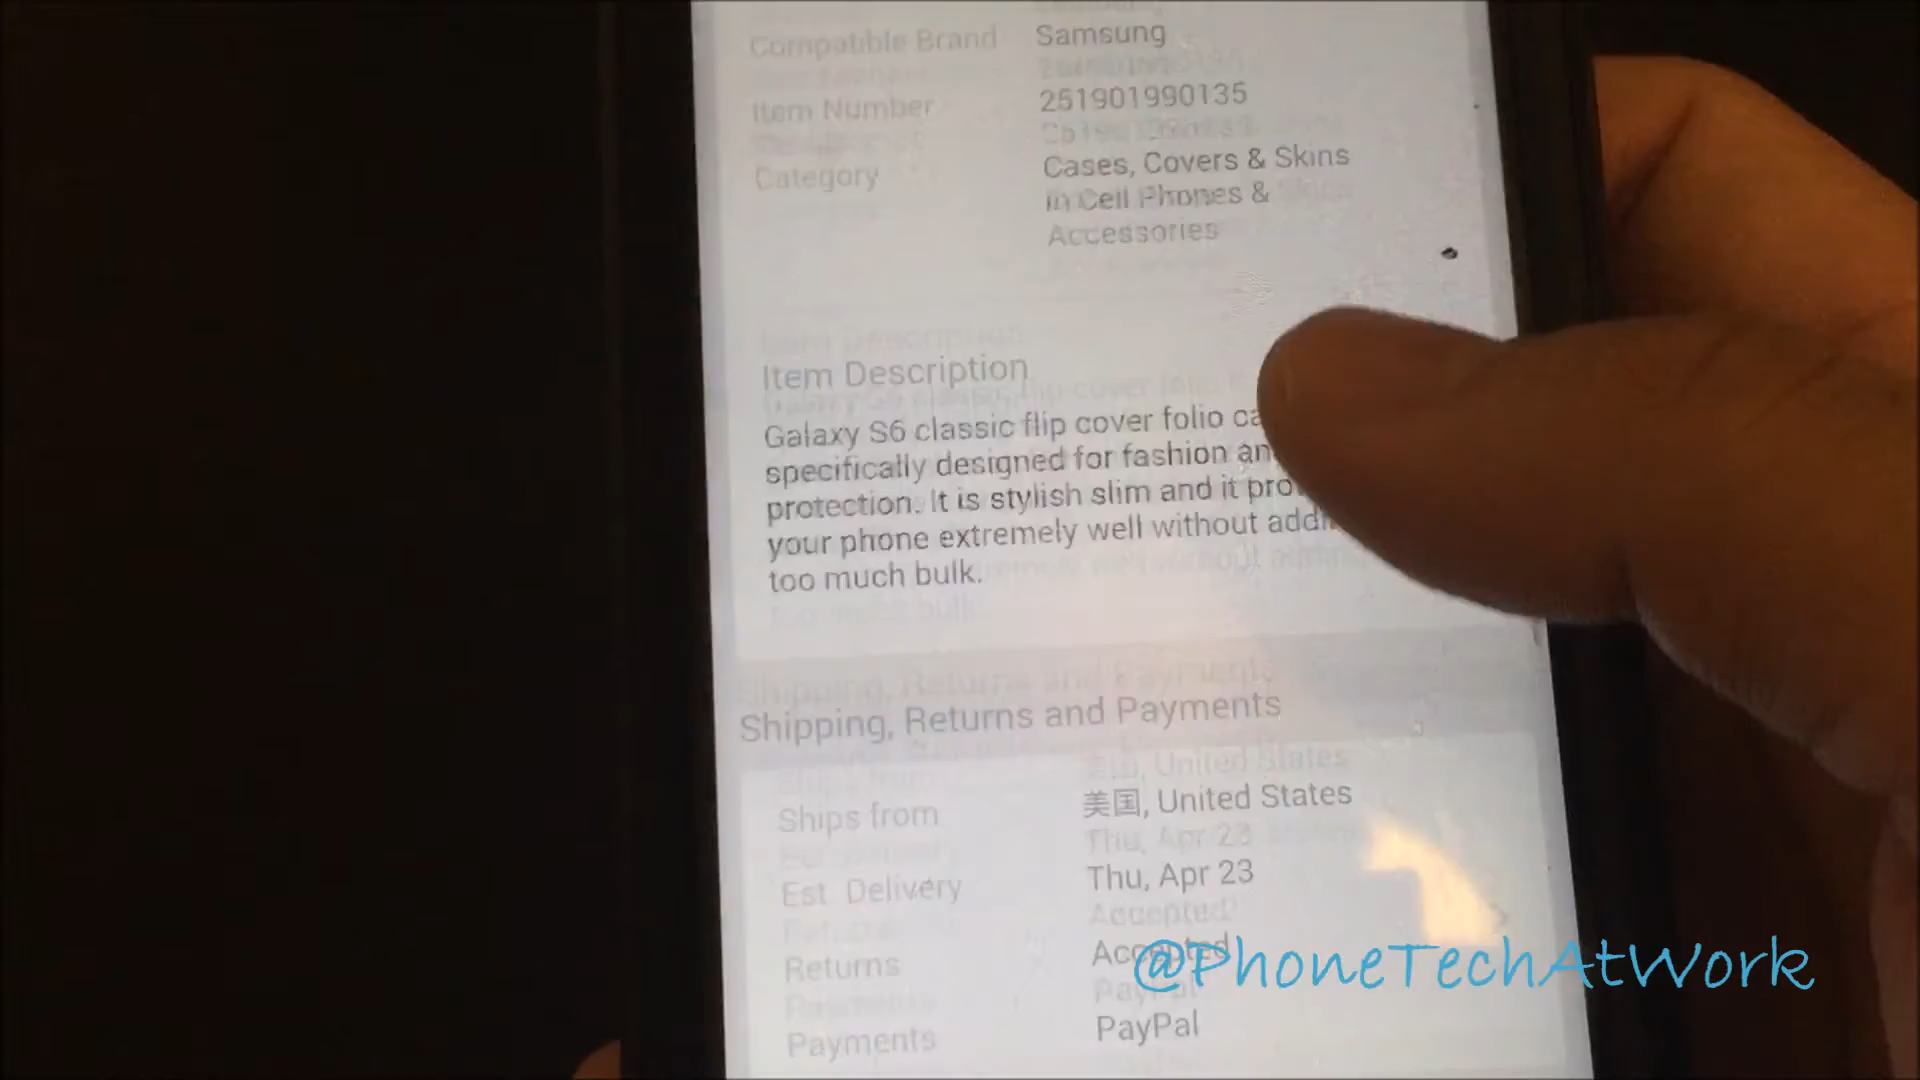 Compatible Brand Samsung
Item Number 251901990135
Category Cases, Covers & Skins
in Cell Phones &
Accessories
Item Description
Galaxy S6 classic flip cover folio
specifically designed for fashion
protection. It is stylish slim and it
your phone extremely well without
too much bulk.
Shipping, Returns and Payments
Ships from 美国, United States
Est. Delivery Thu, Apr 23
Returns Accepted
Payments PayPal
@PhoneTechAtWork